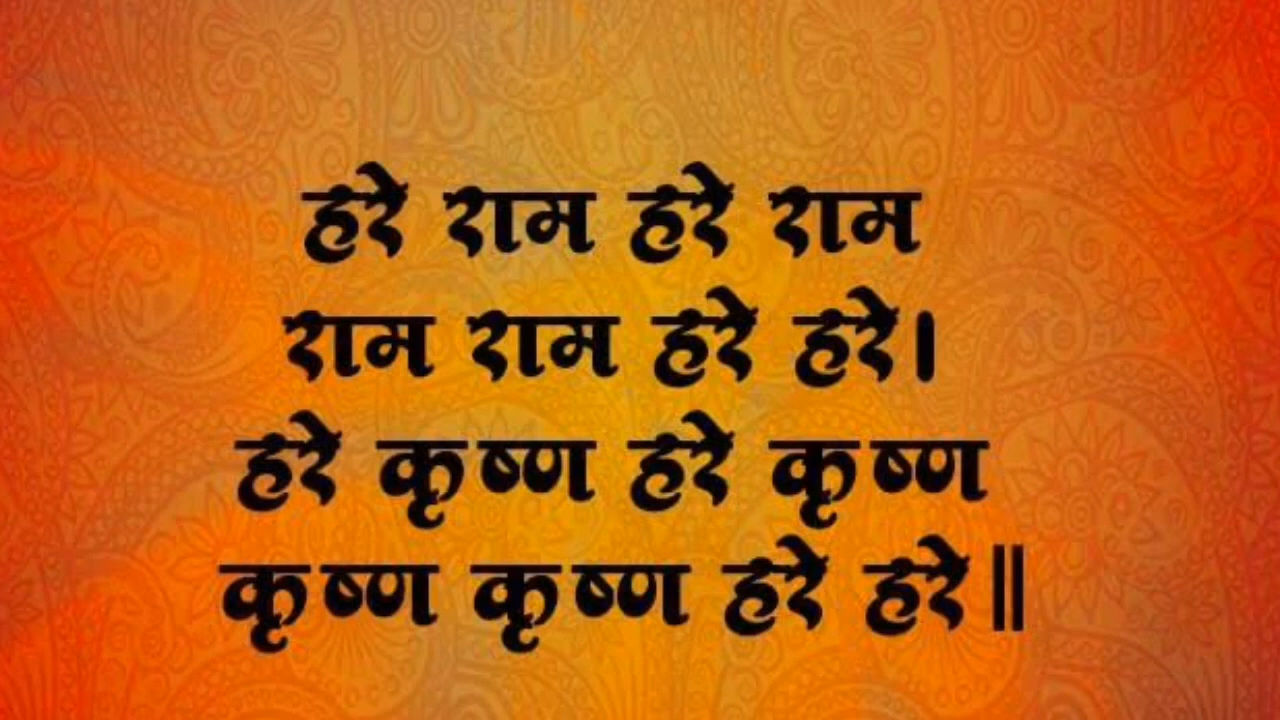 हरे राम हरे राम
राम राम हरे हरे।
हरे कृष्ण हरे कृष्ण
कृष्ण कृष्ण हरे हरे॥